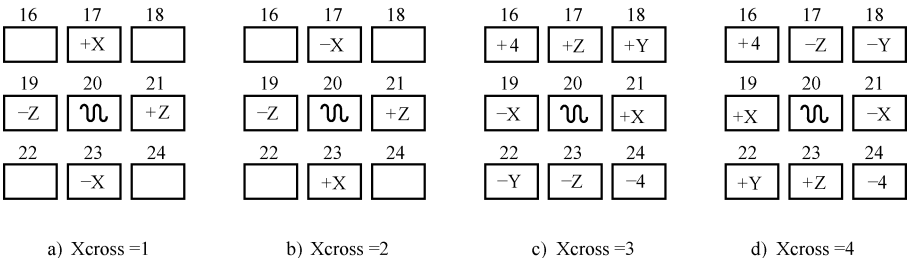 16 17 18 16 17 18 16 17 18 16 17 18
+X −X +4 +Z +Y +4 −Z −Y
19 20 21 19 20 21 19 20 21 19 20 21
−Z +Z −Z +Z −X +X +X −X
22 23 24 22 23 24 22 23 24 22 23 24
−X +X −Y −Z −4 +Y +Z −4
a) Xcross =1 b) Xcross =2 c) Xcross =3 d) Xcross =4